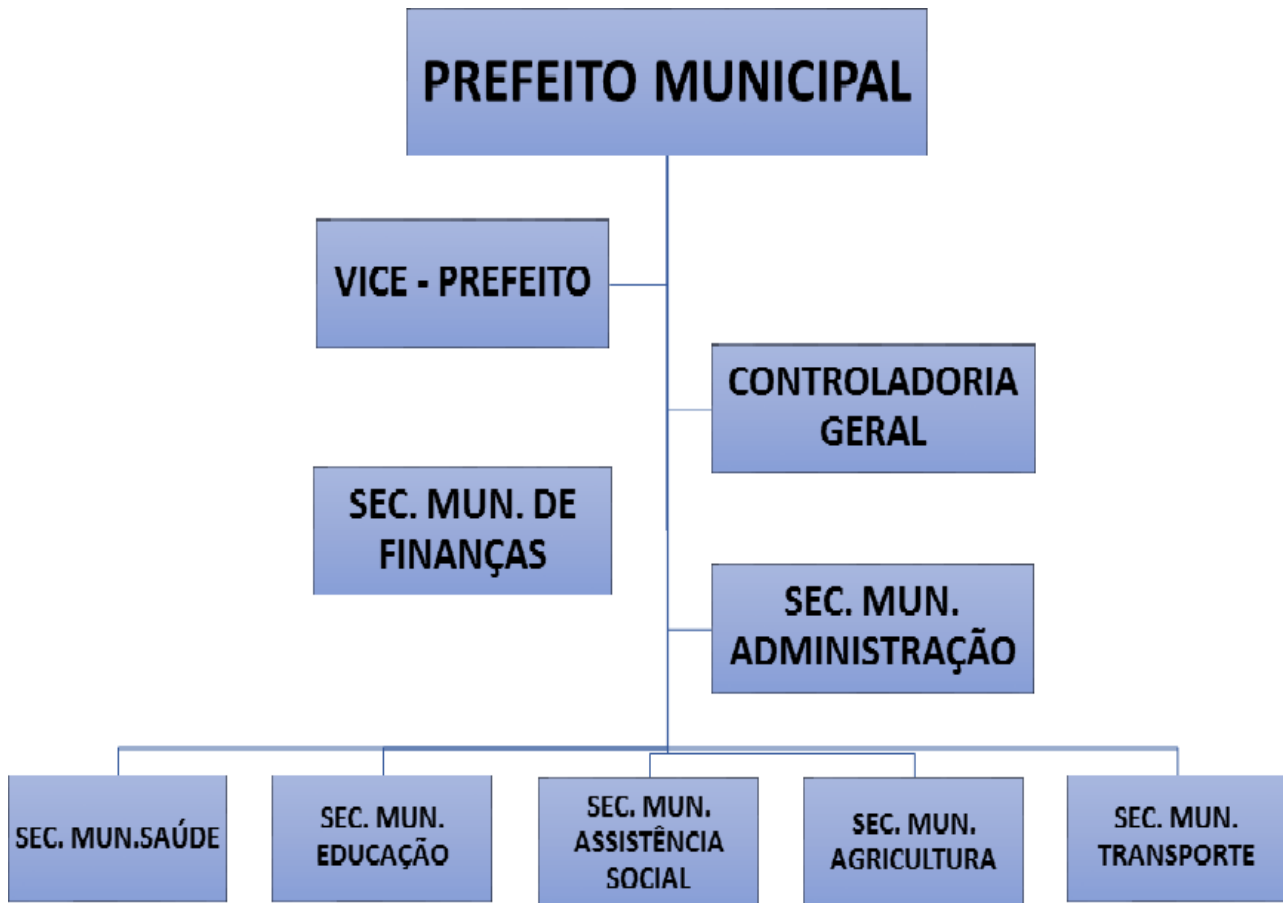 PREFEITO MUNICIPAL
VICE - PREFEITO
CONTROLADORIA
GERAL
SEC. MUN. DE
FINANÇAS
SEC. MUN.
ADMINISTRAÇÃO
SEC. MUN.SAÚDE
SEC. MUN.
EDUCAÇÃO
SEC. MUN.
ASSISTÊNCIA
SOCIAL
SEC. MUN.
AGRICULTURA
SEC. MUN.
TRANSPORTE